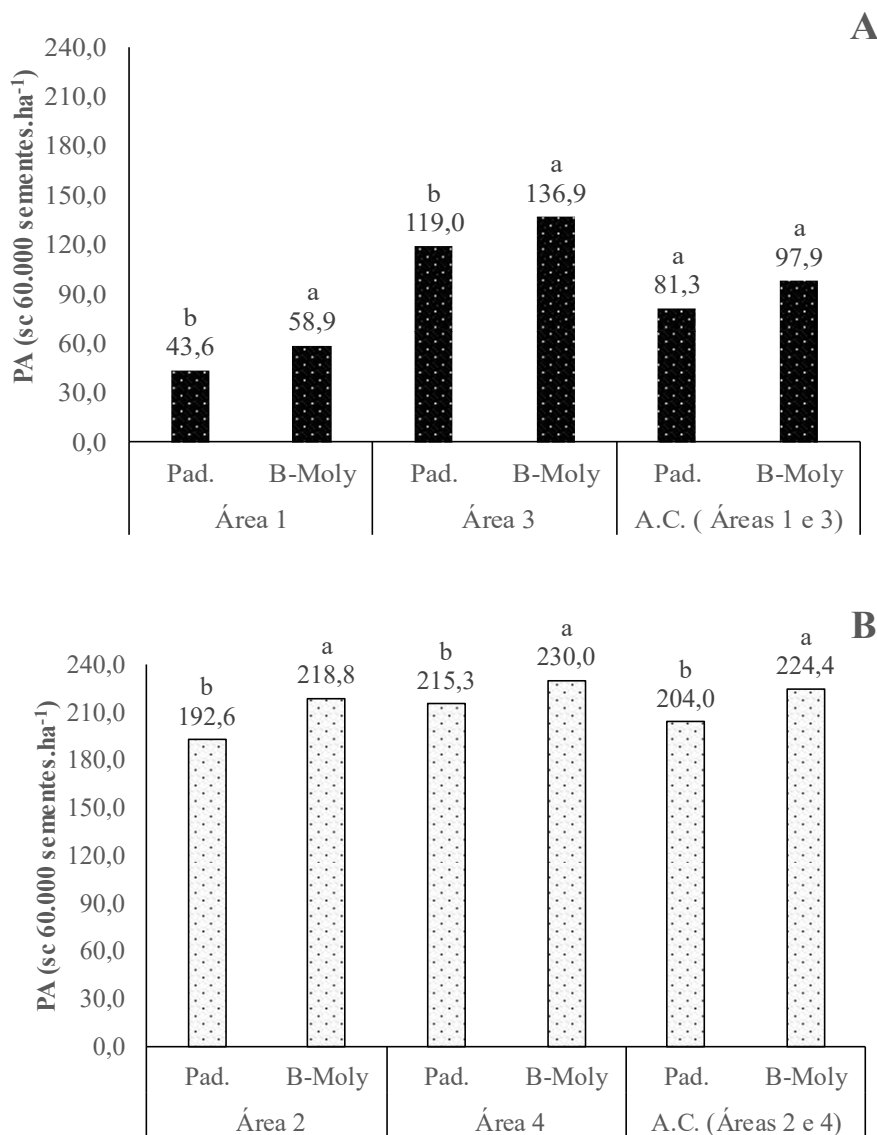 A
PA (sc 60.000 sementes.ha⁻¹)
240,0
210,0
180,0
150,0
120,0
90,0
60,0
30,0
0,0
b
43,6
a
58,9
b
119,0
a
136,9
a
81,3
a
97,9
Pad. B-Moly Pad. B-Moly Pad. B-Moly
Área 1 Área 3 A.C. ( Áreas 1 e 3)
B
PA (sc 60.000 sementes.ha⁻¹)
240,0
210,0
180,0
150,0
120,0
90,0
60,0
30,0
0,0
b
192,6
a
218,8
b
215,3
a
230,0
b
204,0
a
224,4
Pad. B-Moly Pad. B-Moly Pad. B-Moly
Área 2 Área 4 A.C. (Áreas 2 e 4)